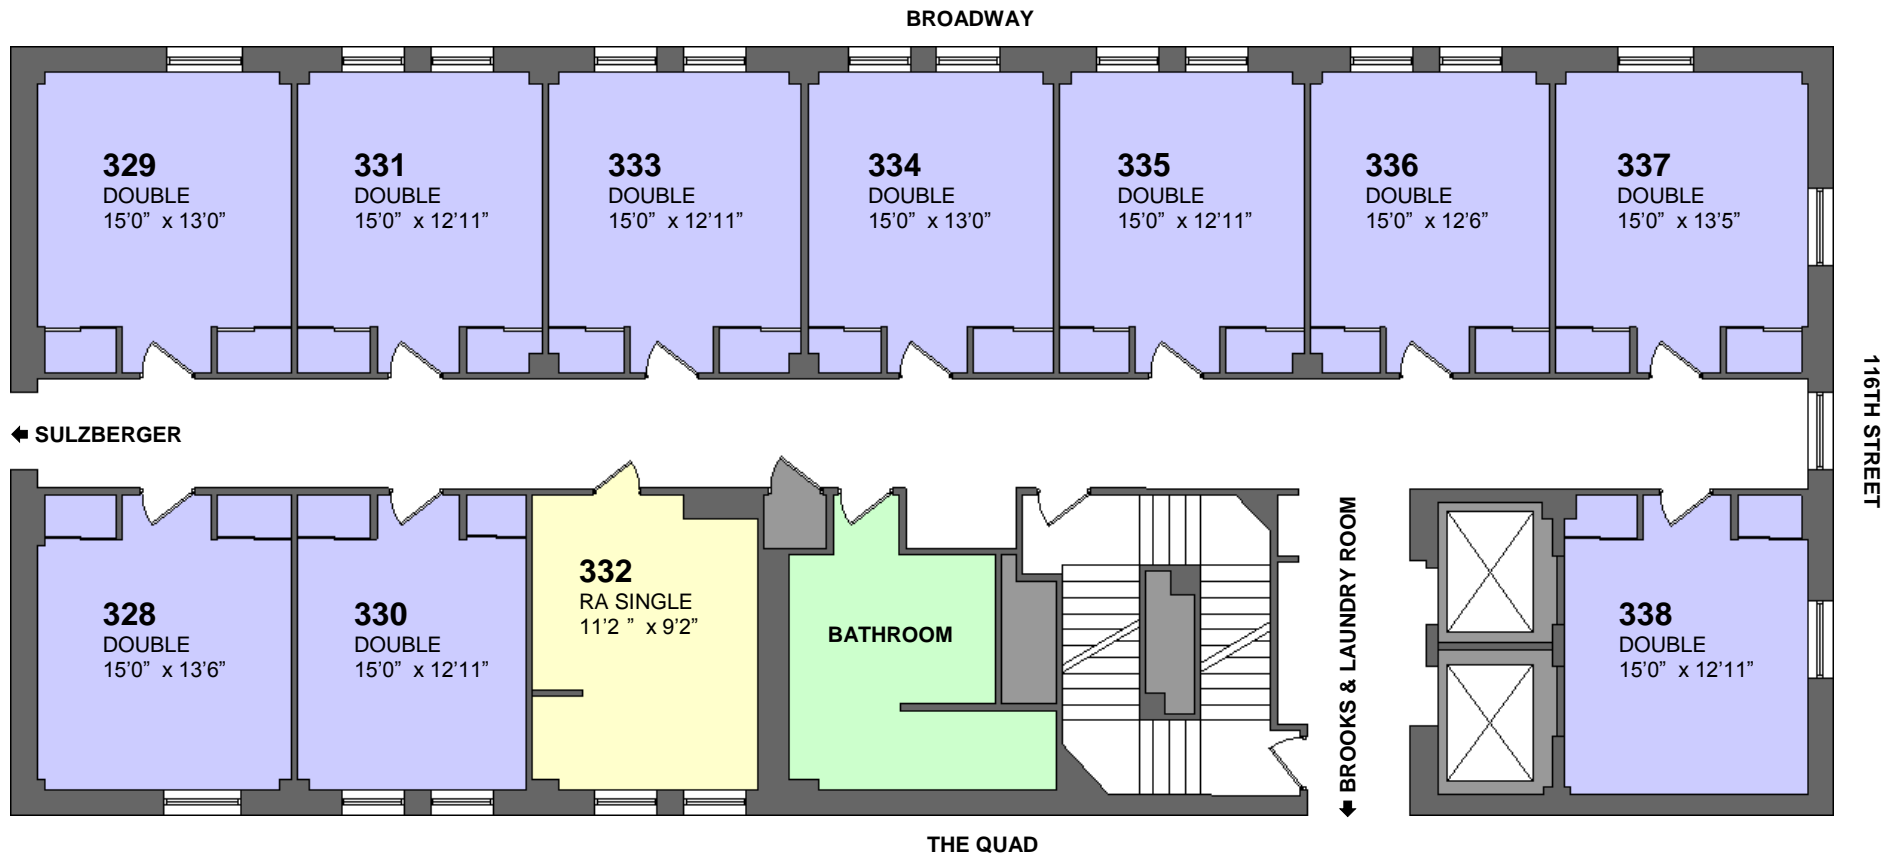 BROADWAY
329
DOUBLE
15’0” x 13’0”
331
DOUBLE
15’0” x 12’11”
333
DOUBLE
15’0” x 12’11”
334
DOUBLE
15’0” x 13’0”
335
DOUBLE
15’0” x 12’11”
336
DOUBLE
15’0” x 12’6”
337
DOUBLE
15’0” x 13’5”
116TH STREET
SULZBERGER
328
DOUBLE
15’0” x 13’6”
330
DOUBLE
15’0” x 12’11”
332
RA SINGLE
11’2 ” x 9’2”
BATHROOM
BROOKS & LAUNDRY ROOM
338
DOUBLE
15’0” x 12’11”
THE QUAD